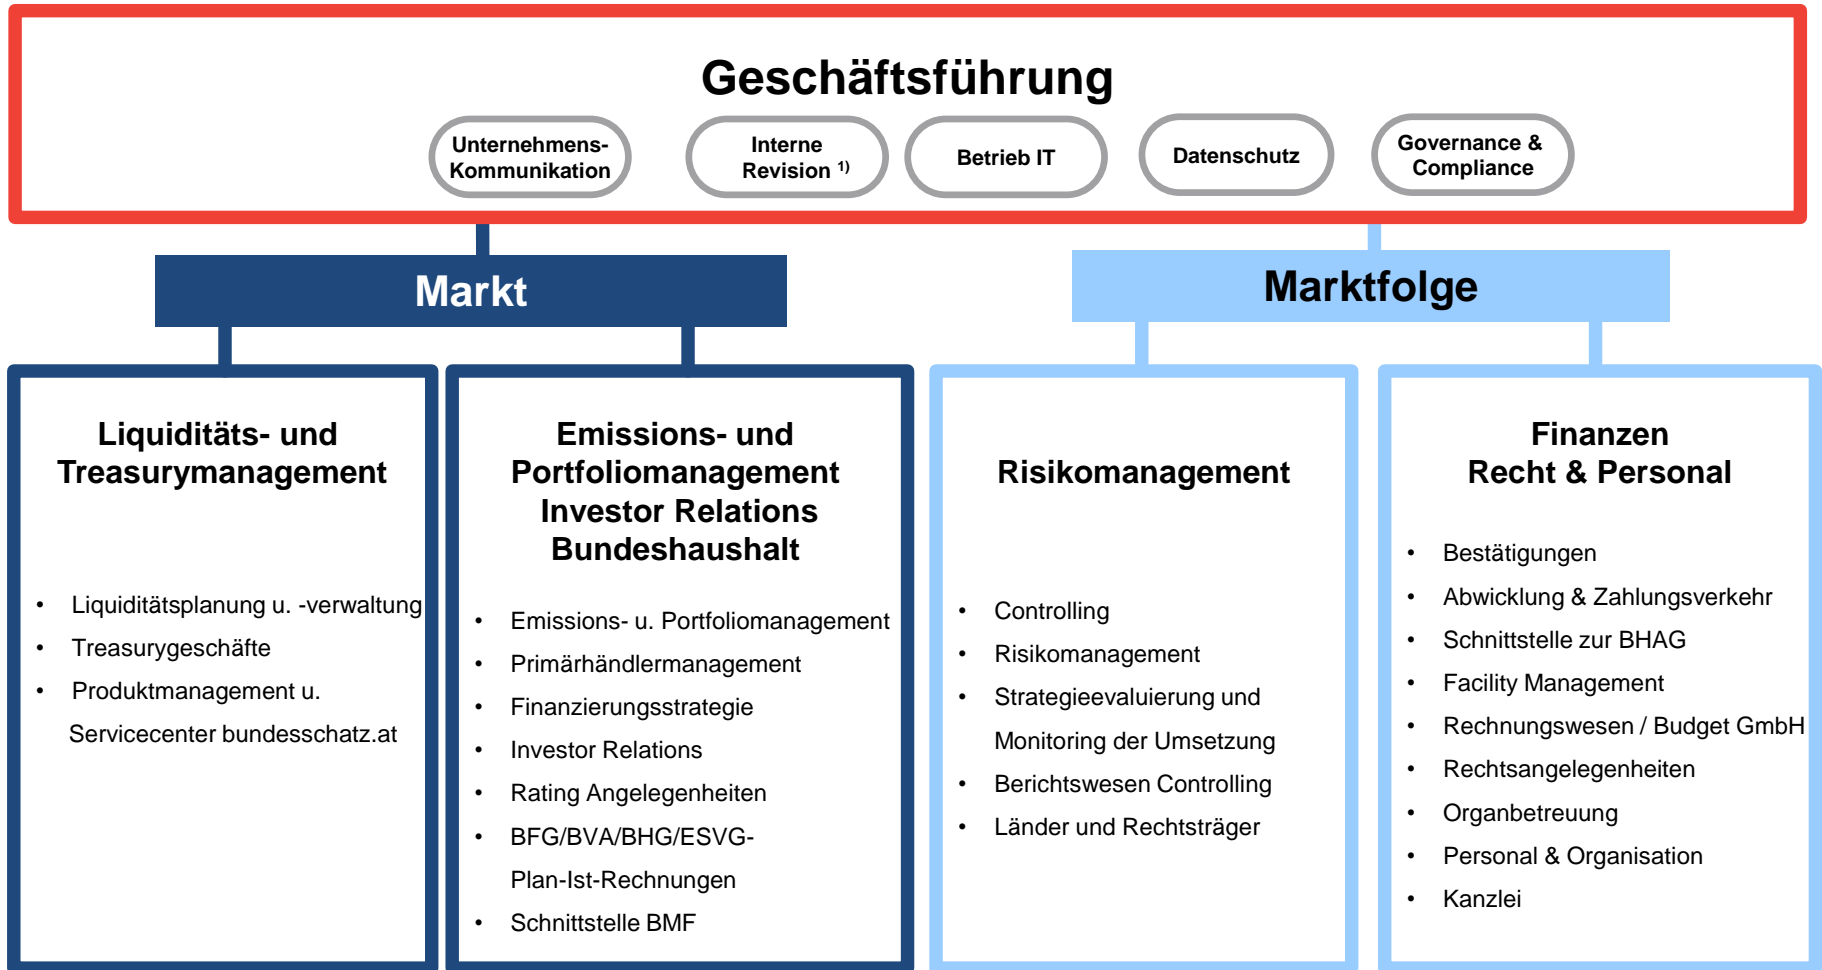 Geschäftsführung
Unternehmens-
Kommunikation
Interne
Revision 1)
Betrieb IT
Datenschutz
Governance &
Compliance
Markt
Marktfolge
Liquiditäts- und
Treasurymanagement
• Liquiditätsplanung u. -verwaltung
• Treasurygeschäfte
• Produktmanagement u.
Servicecenter bundesschatz.at
Emissions- und
Portfoliomanagement
Investor Relations
Bundeshaushalt
• Emissions- u. Portfoliomanagement
• Primärhändlermanagement
• Finanzierungsstrategie
• Investor Relations
• Rating Angelegenheiten
• BFG/BVA/BHG/ESVG-
Plan-Ist-Rechnungen
• Schnittstelle BMF
Risikomanagement
• Controlling
• Risikomanagement
• Strategieevaluierung und
Monitoring der Umsetzung
• Berichtswesen Controlling
• Länder und Rechtsträger
Finanzen
Recht & Personal
• Bestätigungen
• Abwicklung & Zahlungsverkehr
• Schnittstelle zur BHAG
• Facility Management
• Rechnungswesen / Budget GmbH
• Rechtsangelegenheiten
• Organbetreuung
• Personal & Organisation
• Kanzlei